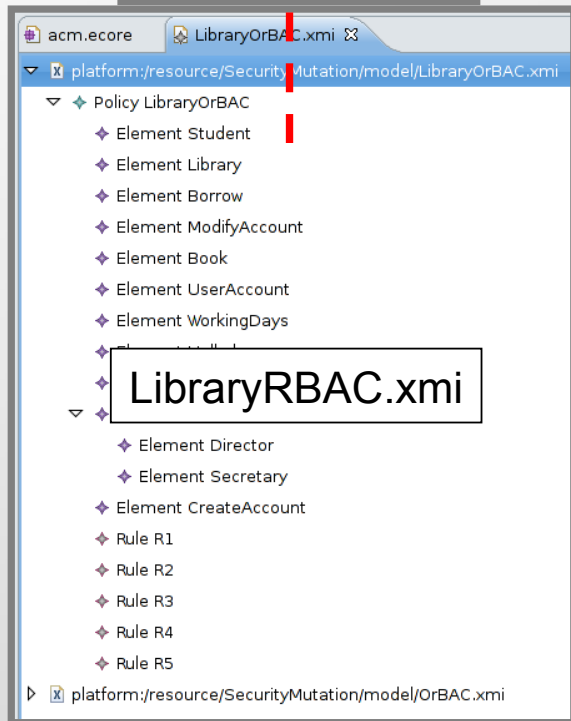 acm.ecore LibraryOrBAC.xmi
platform:/resource/SecurityMutation/model/LibraryOrBAC.xmi
Policy LibraryOrBAC
Element Student
Element Library
Element Borrow
Element ModifyAccount
Element Book
Element UserAccount
Element WorkingDays
LibraryRBAC.xmi
Element Director
Element Secretary
Element CreateAccount
Rule R1
Rule R2
Rule R3
Rule R4
Rule R5
platform:/resource/SecurityMutation/model/OrBAC.xmi